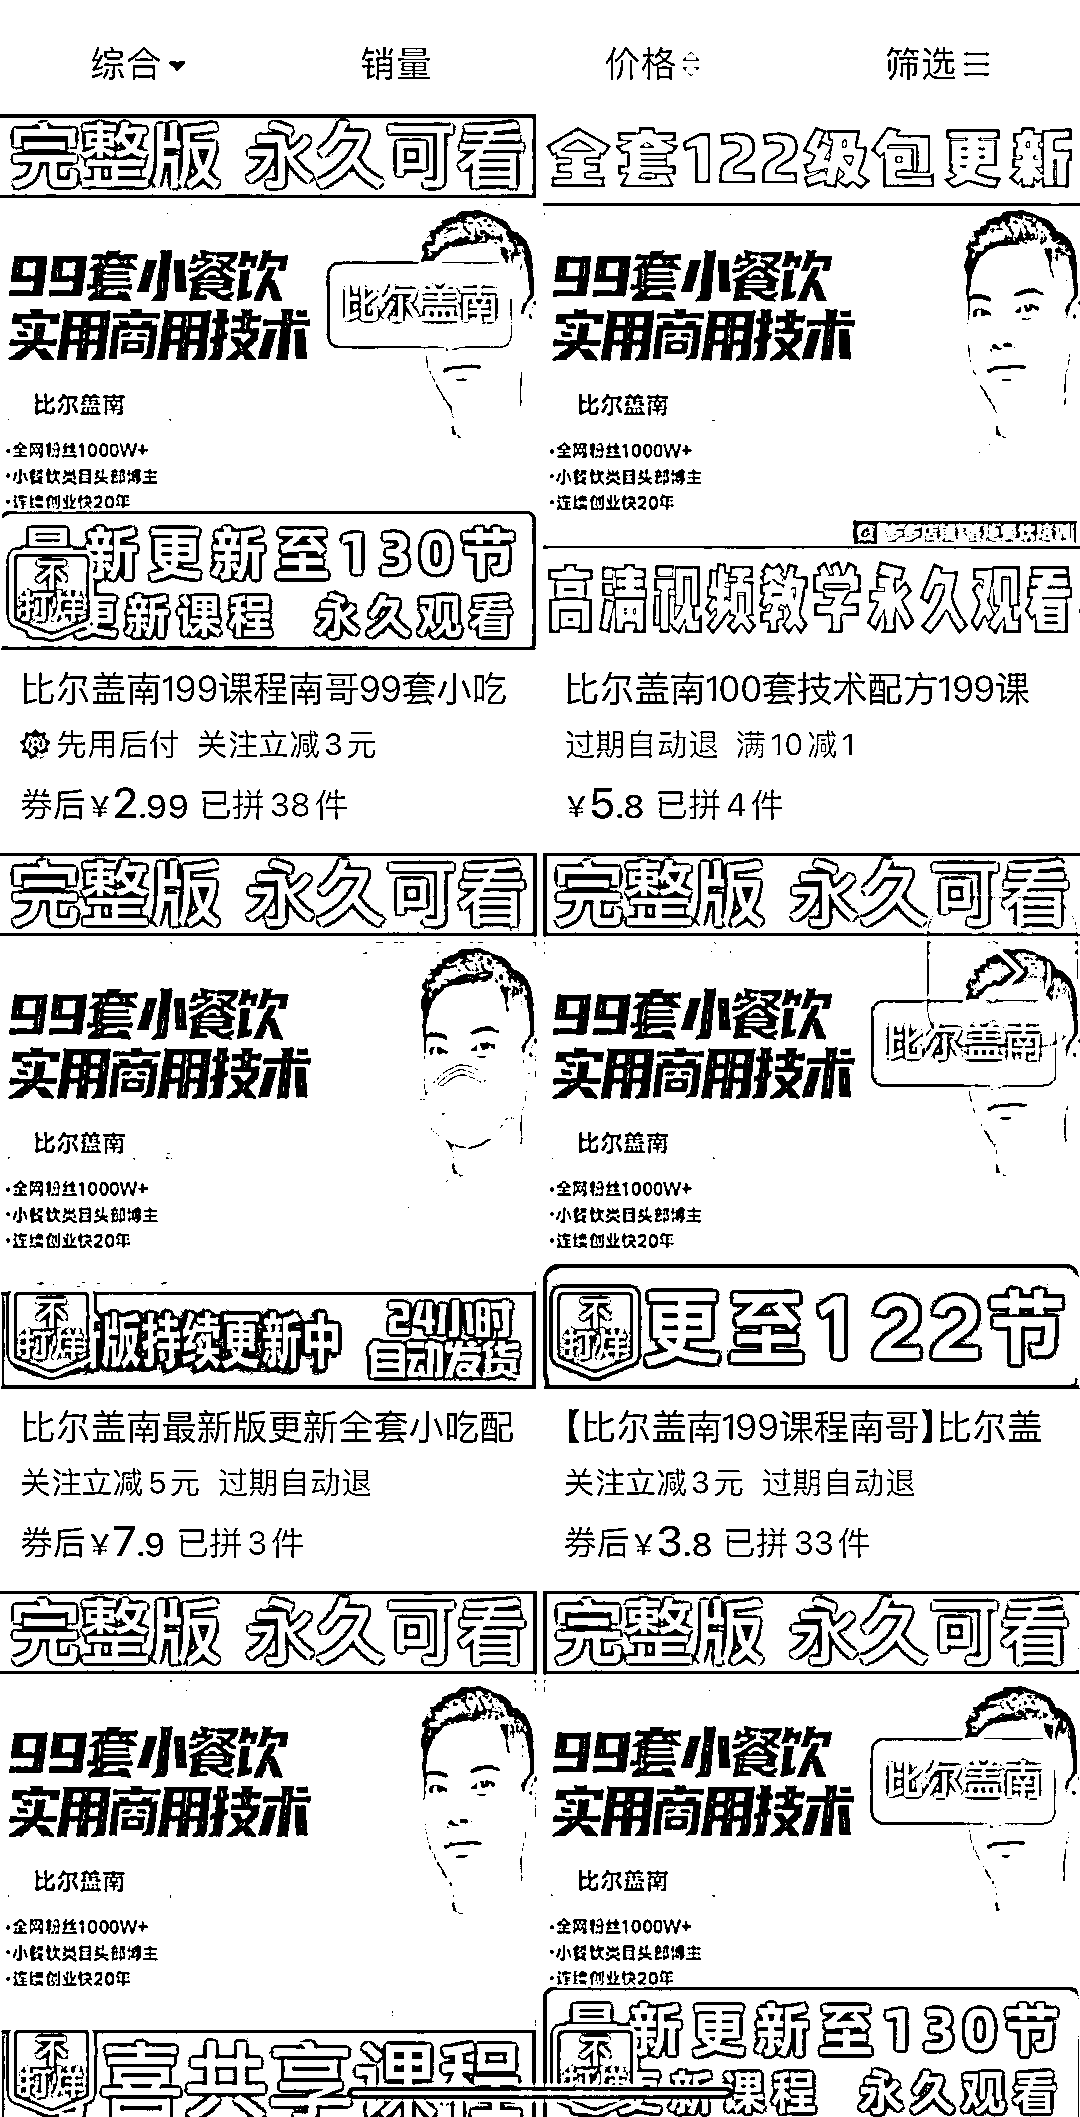 综合 销量 价格 筛选
完整版 永久可看
99套小餐饮
实用商用技术
比尔盖南
比尔盖南
·全网粉丝1000W+
·小餐饮类目头部博主
·连续创业快20年
最新更新至130节
不打烊 更新课程 永久观看
比尔盖南199课程南哥99套小吃
先用后付 关注立减3元
券后¥2.99 已拼38件
全套122级包更新
99套小餐饮
实用商用技术
比尔盖南
·全网粉丝1000W+
·小餐饮类目头部博主
·连续创业快20年
高清视频教学永久观看
比尔盖南100套技术配方199课
过期自动退 满10减1
¥5.8 已拼4件
完整版 永久可看
99套小餐饮
实用商用技术
比尔盖南
·全网粉丝1000W+
·小餐饮类目头部博主
·连续创业快20年
不打烊
版持续更新中
24小时
自动发货
比尔盖南最新版更新全套小吃配
关注立减5元 过期自动退
券后¥7.9 已拼3件
完整版 永久可看
99套小餐饮
实用商用技术
比尔盖南
比尔盖南
·全网粉丝1000W+
·小餐饮类目头部博主
·连续创业快20年
不打烊
更至122节
【比尔盖南199课程南哥】比尔盖
关注立减3元 过期自动退
券后¥3.8 已拼33件
完整版 永久可看
99套小餐饮
实用商用技术
比尔盖南
·全网粉丝1000W+
·小餐饮类目头部博主
·连续创业快20年
不打烊
喜共享课程
完整版 永久可看
99套小餐饮
实用商用技术
比尔盖南
比尔盖南
·全网粉丝1000W+
·小餐饮类目头部博主
·连续创业快20年
最新更新至130节
不打烊 更新课程 永久观看